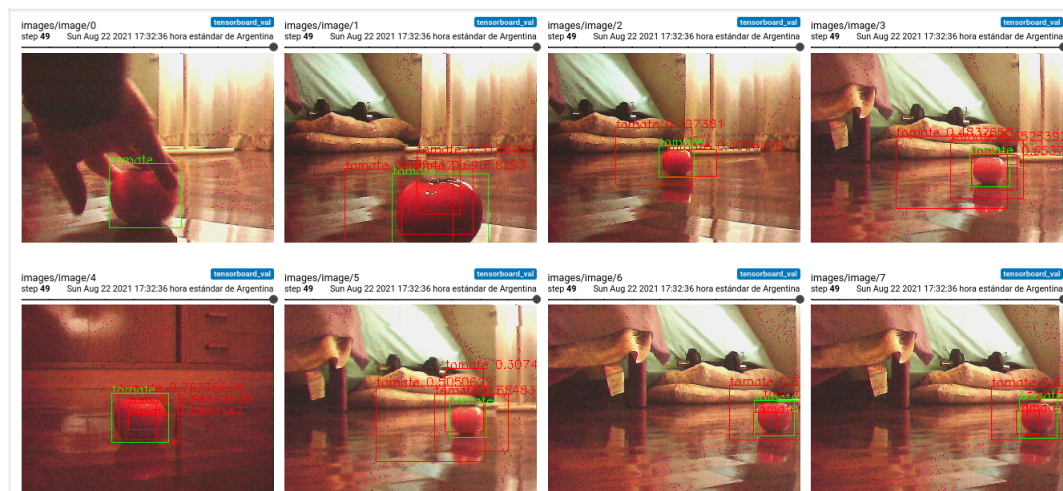 tensorboard_val
images/image/0
step 49 Sun Aug 22 2021 17:32:36 hora estándar de Argentina
tomate
tensorboard_val
images/image/1
step 49 Sun Aug 22 2021 17:32:36 hora estándar de Argentina
tomate
tomate
tensorboard_val
images/image/2
step 49 Sun Aug 22 2021 17:32:36 hora estándar de Argentina
tomate
tomate
tensorboard_val
images/image/3
step 49 Sun Aug 22 2021 17:32:36 hora estándar de Argentina
tomate
tomate
tensorboard_val
images/image/4
step 49 Sun Aug 22 2021 17:32:36 hora estándar de Argentina
tomate
tensorboard_val
images/image/5
step 49 Sun Aug 22 2021 17:32:36 hora estándar de Argentina
0.3074
tomate
tomate
tensorboard_val
images/image/6
step 49 Sun Aug 22 2021 17:32:36 hora estándar de Argentina
tomate
tomate
tensorboard_val
images/image/7
step 49 Sun Aug 22 2021 17:32:36 hora estándar de Argentina
tomate
tomate